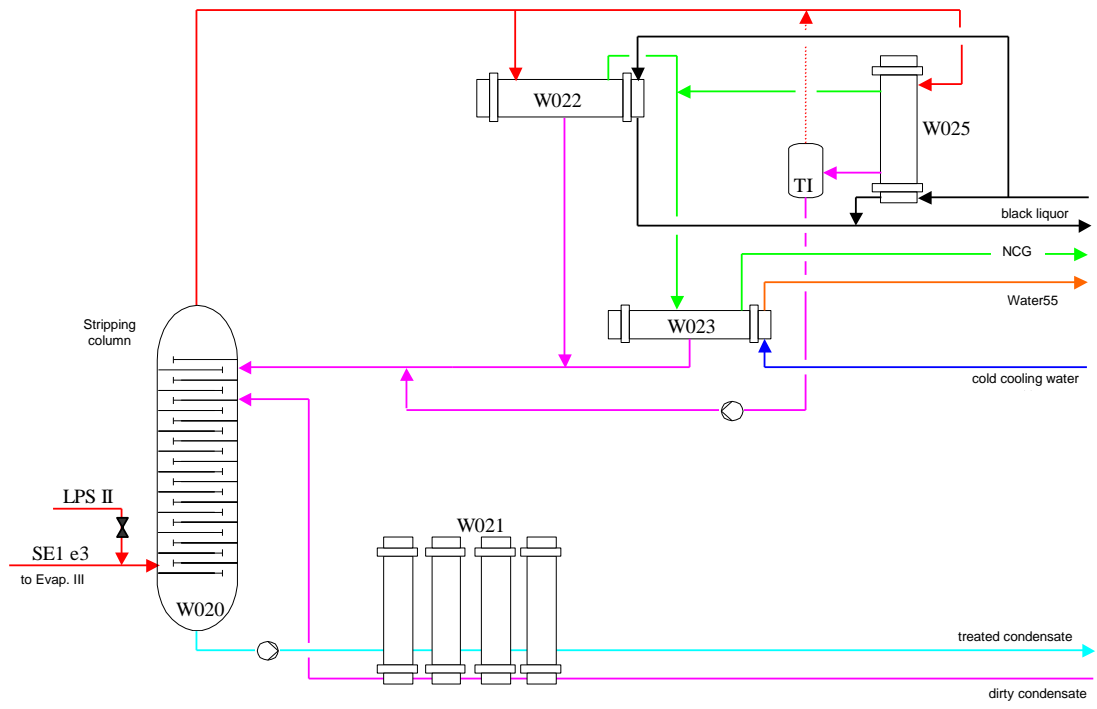 W022
W025
TI
black liquor
NCG
Water55
W023
Stripping
column
cold cooling water
LPS II
SE1 e3
to Evap. III
W021
W020
treated condensate
dirty condensate